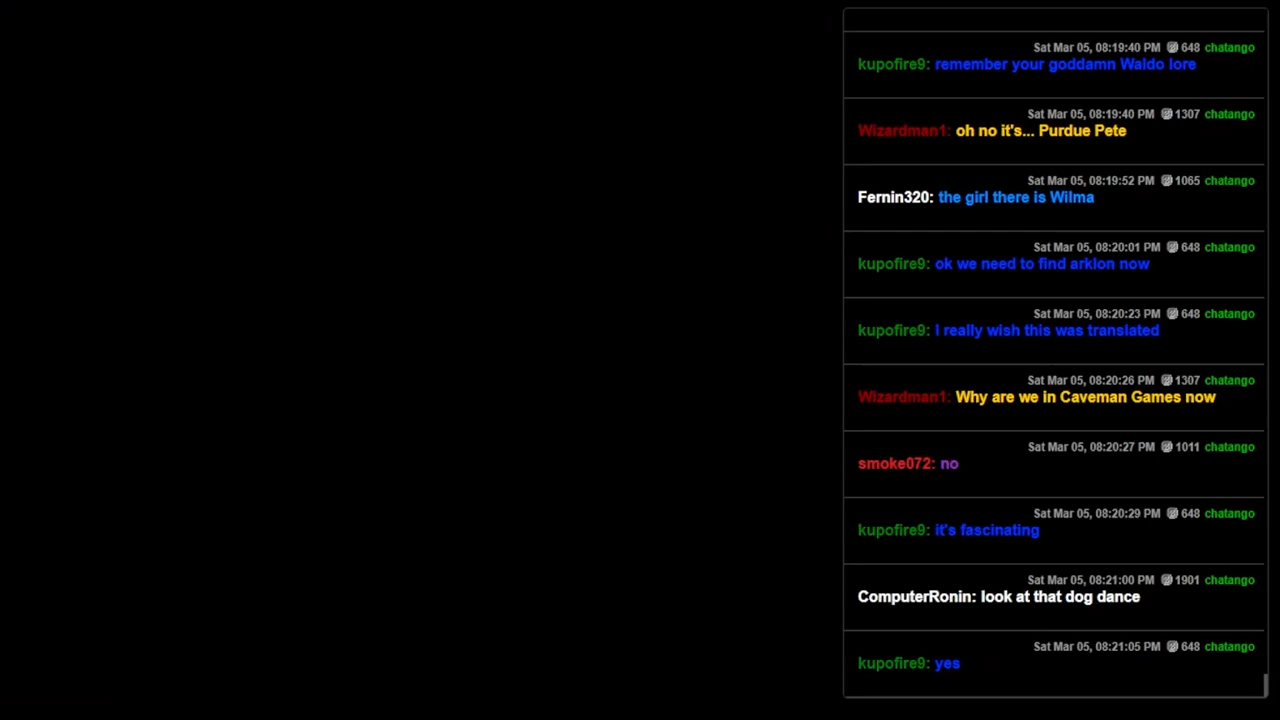 Sat Mar 05, 08:19:40 PM 648 chatango
kupofire9: remember your goddamn Waldo lore
Sat Mar 05, 08:19:40 PM 1307 chatango
Wizardman1: oh no it's... Purdue Pete
Sat Mar 05, 08:19:52 PM 1065 chatango
Fernin320: the girl there is Wilma
Sat Mar 05, 08:20:01 PM 648 chatango
kupofire9: ok we need to find arklon now
Sat Mar 05, 08:20:23 PM 648 chatango
kupofire9: I really wish this was translated
Sat Mar 05, 08:20:26 PM 1307 chatango
Wizardman1: Why are we in Caveman Games now
Sat Mar 05, 08:20:27 PM 1011 chatango
smoke072: no
Sat Mar 05, 08:20:29 PM 648 chatango
kupofire9: it's fascinating
Sat Mar 05, 08:21:00 PM 1901 chatango
ComputerRonin: look at that dog dance
Sat Mar 05, 08:21:05 PM 648 chatango
kupofire9: yes